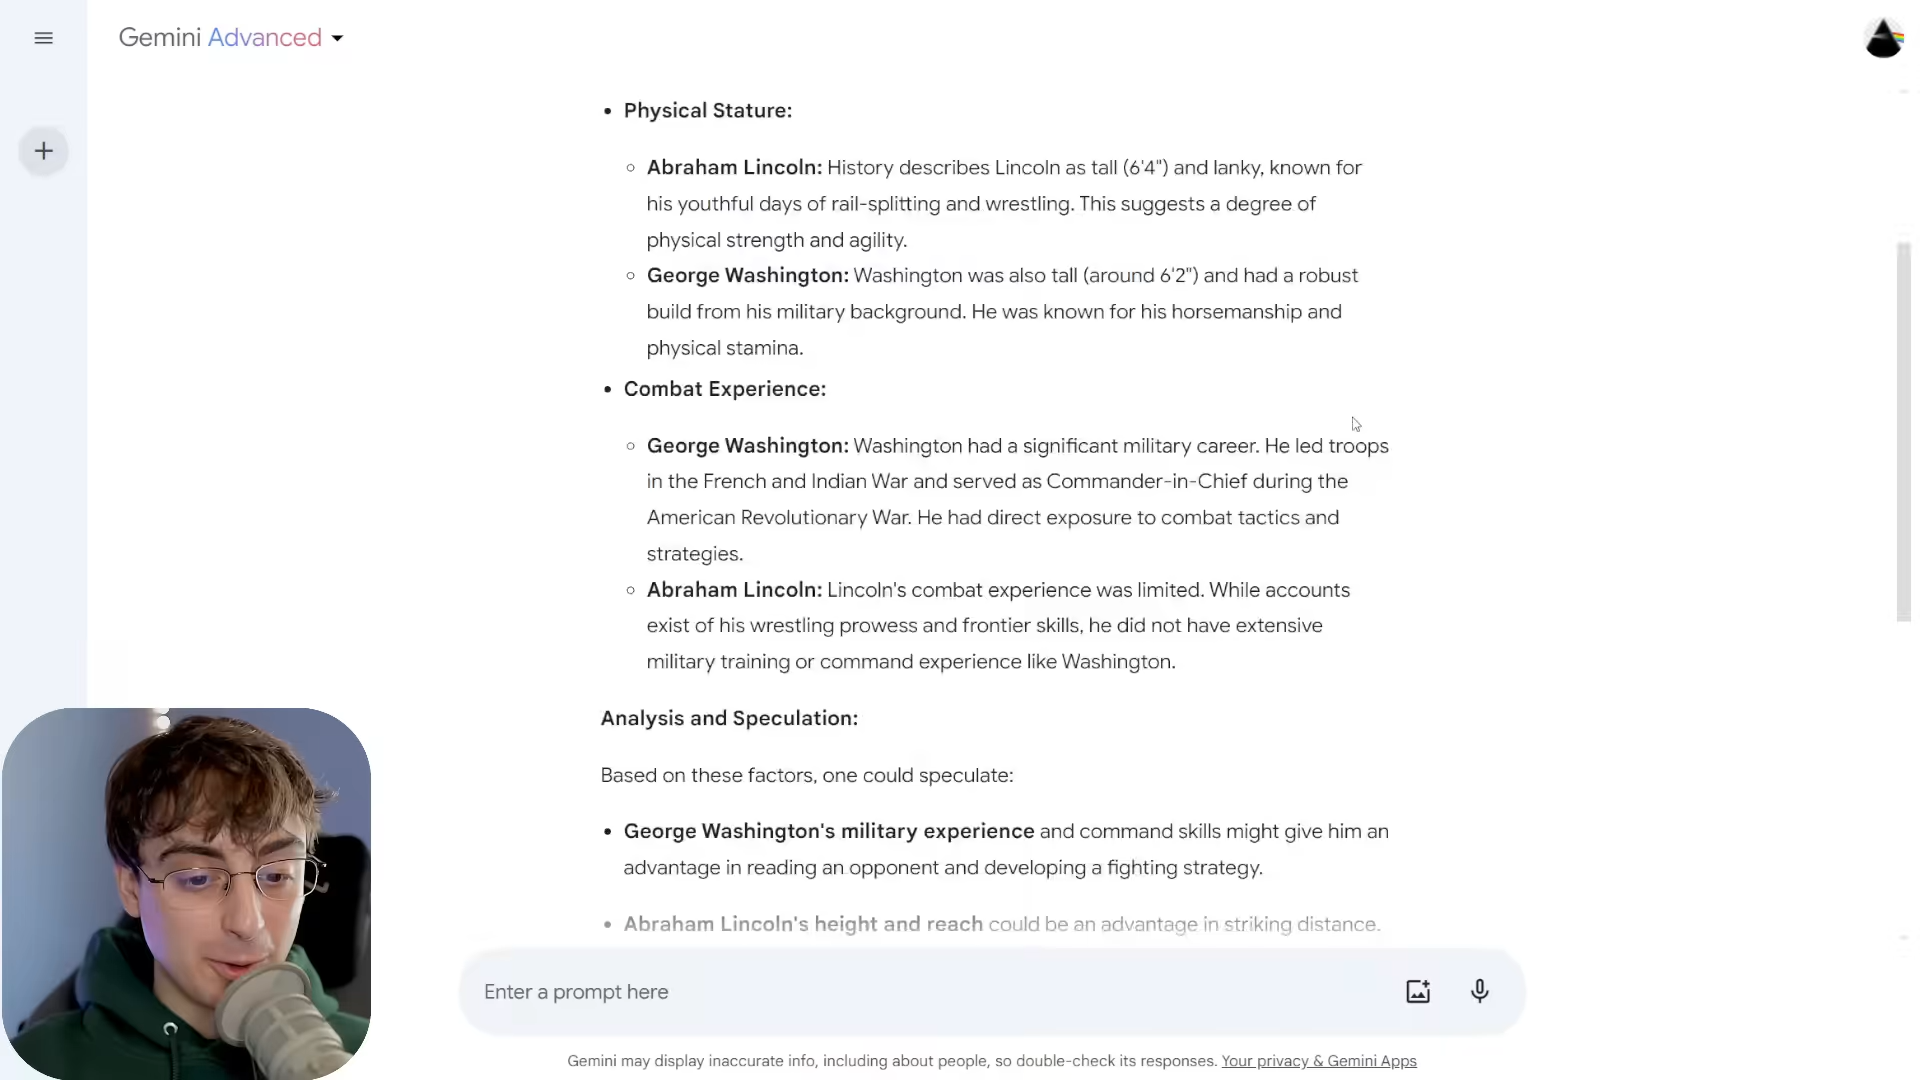 Gemini Advanced
Physical Stature:
Abraham Lincoln: History describes Lincoln as tall (6'4") and lanky, known for
his youthful days of rail-splitting and wrestling. This suggests a degree of
physical strength and agility.
George Washington: Washington was also tall (around 6'2") and had a robust
build from his military background. He was known for his horsemanship and
physical stamina.
Combat Experience:
George Washington: Washington had a significant military career. He led troops
in the French and Indian War and served as Commander-in-Chief during the
American Revolutionary War. He had direct exposure to combat tactics and
strategies.
Abraham Lincoln: Lincoln's combat experience was limited. While accounts
exist of his wrestling prowess and frontier skills, he did not have extensive
military training or command experience like Washington.
Analysis and Speculation:
Based on these factors, one could speculate:
George Washington's military experience and command skills might give him an
advantage in reading an opponent and developing a fighting strategy.
Abraham Lincoln's height and reach could be an advantage in striking distance.
Enter a prompt here
Gemini may display inaccurate info, including about people, so double-check its responses. Your privacy & Gemini Apps